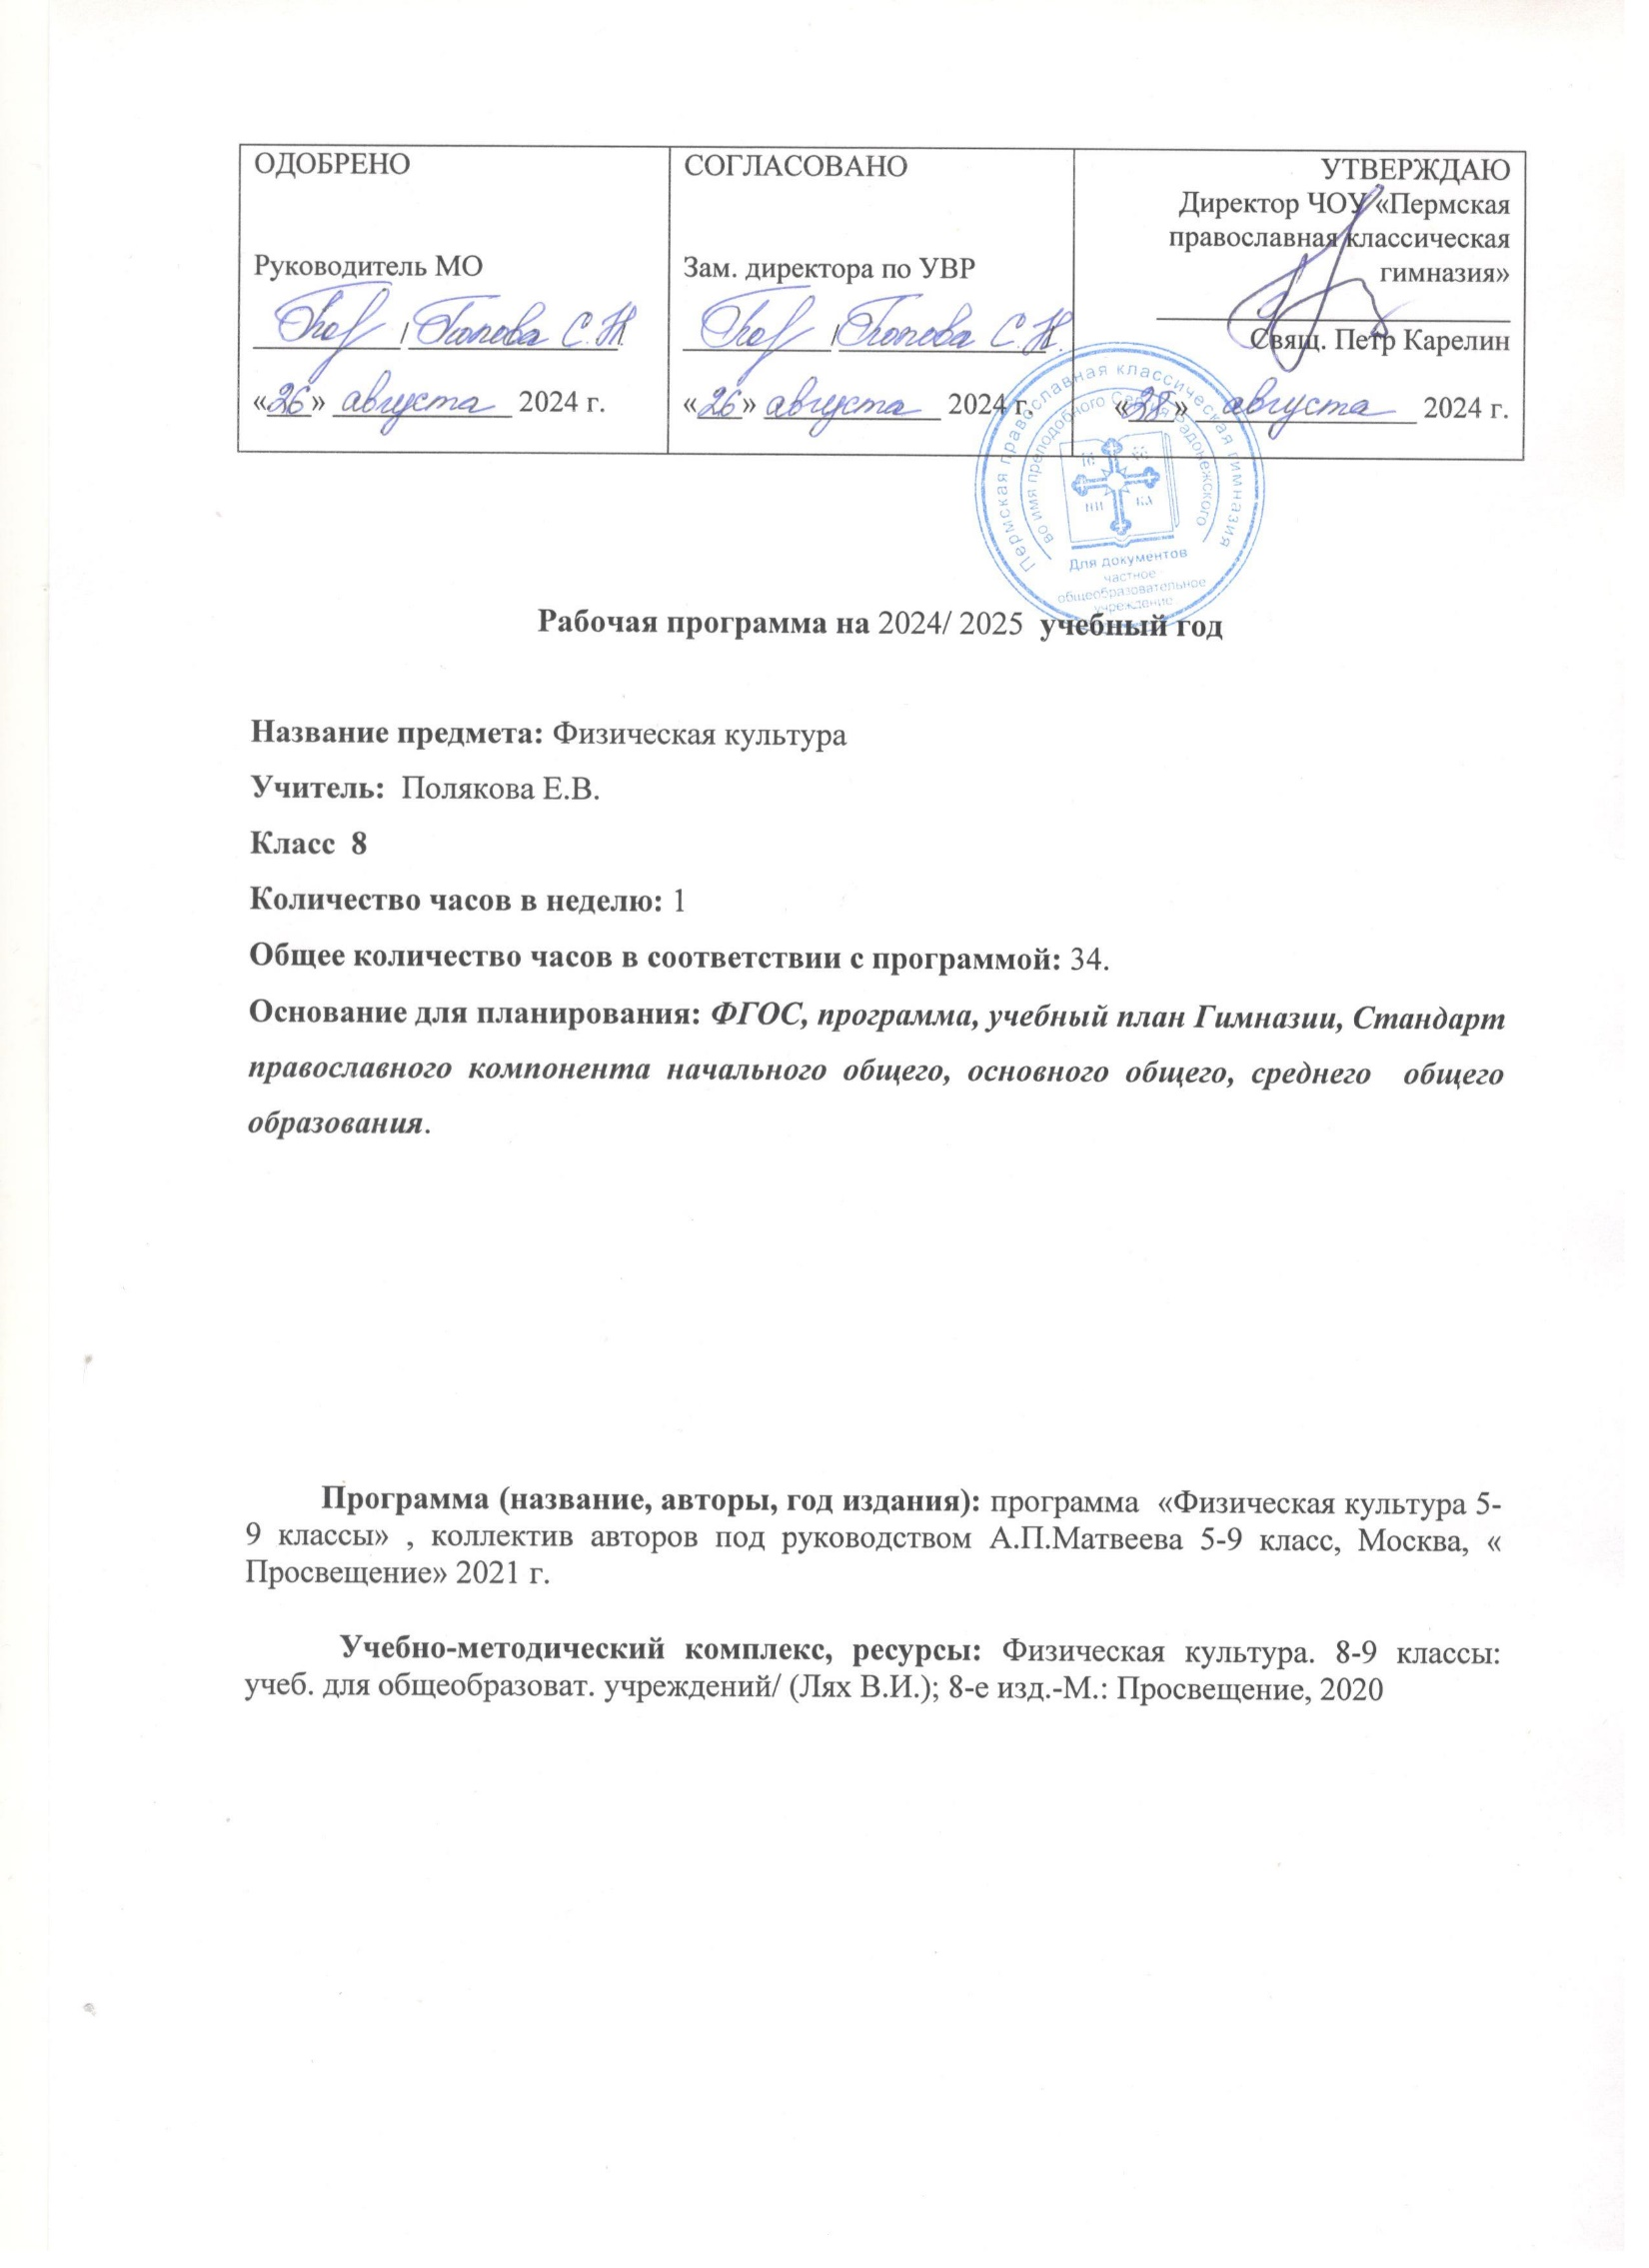 ОДОБРЕНО
Руководитель МО
/ Попова С.Н.
«26» августа 2024 г.
СОГЛАСОВАНО
Зам. директора по УВР
/ Попова С.Н.
«26» августа 2024 г.
УТВЕРЖДАЮ
Директор ЧОУ «Пермская
православная классическая
гимназия»
Свящ. Петр Карелин
«» августа 2024 г.
Пермская православная классическая гимназия
во имя преподобного Сергия Радонежского
НИ КА
Для документов
частное
общеобразовательное
учреждение
Рабочая программа на 2024/ 2025 учебный год
Название предмета: Физическая культура
Учитель: Полякова Е.В.
Класс 8
Количество часов в неделю: 1
Общее количество часов в соответствии с программой: 34.
Основание для планирования: ФГОС, программа, учебный план Гимназии, Стандарт
православного компонента начального общего, основного общего, среднего общего
образования.
Программа (название, авторы, год издания): программа «Физическая культура 5-
9 классы» , коллектив авторов под руководством А.П.Матвеева 5-9 класс, Москва, «
Просвещение» 2021 г.
Учебно-методический комплекс, ресурсы: Физическая культура. 8-9 классы:
учеб. для общеобразоват. учреждений/ (Лях В.И.); 8-е изд.-М.: Просвещение, 2020